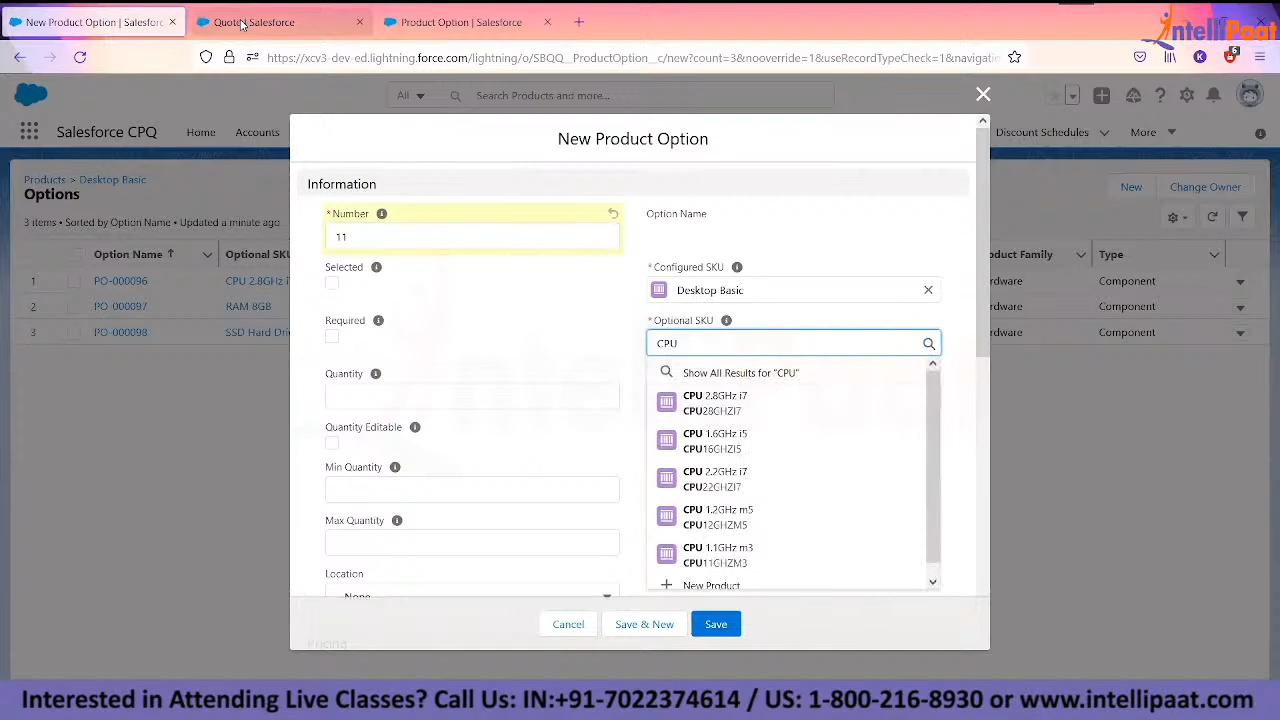 New Product Option | Salesforce
Quote | Salesforce
Product Option | Salesforce
IntelliPaat
https://xcv3-dev-ed.lightning.force.com/lightning/o/SBQQ__ProductOption__c/new?count=3&nooverride=1&useRecordTypeCheck=1&navigation
6
All
Search Products and more...
Salesforce CPQ
Home
Accounts
Discount Schedules
More
New Product Option
Products > Desktop Basic
Options
New
Change Owner
3 items • Sorted by Option Name • Updated a minute ago
Option Name
Optional SKU
Product Family
Type
1 PO-000096 CPU 2.8GHz Component
2 PO-000097 RAM 8GB Component
3 PO-000098 SSD Hard Component
Information
* Number
11
Option Name
Selected
* Configured SKU
Desktop Basic
Required
* Optional SKU
CPU
Quantity
Show All Results for "CPU"
CPU 2.8GHz i7
CPU28GHZI7
Quantity Editable
CPU 1.6GHz i5
CPU16GHZI5
Min Quantity
CPU 2.2GHz i7
CPU22GHZI7
Max Quantity
CPU 1.2GHz m5
CPU12GHZM5
CPU 1.1GHz m3
CPU11GHZM3
Location
--None--
New Product
Cancel
Save & New
Save
Pricing
Interested in Attending Live Classes? Call Us: IN:+91-7022374614 / US: 1-800-216-8930 or www.intellipaat.com